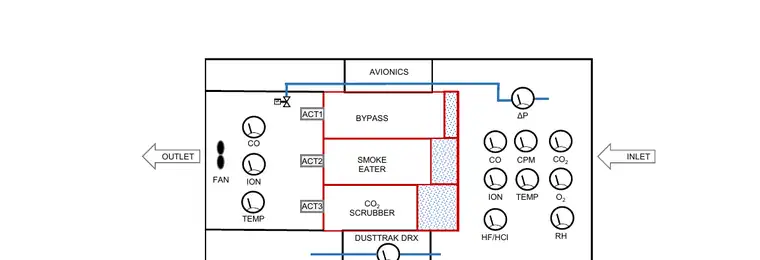 AVIONICS
ΔP
ACT1
BYPASS
CO
CO
CPM
CO₂
OUTLET
ACT2
SMOKE
EATER
INLET
FAN
ION
ION
TEMP
O₂
ACT3
CO₂
SCRUBBER
TEMP
HF/HCl
RH
DUSTTRAK DRX